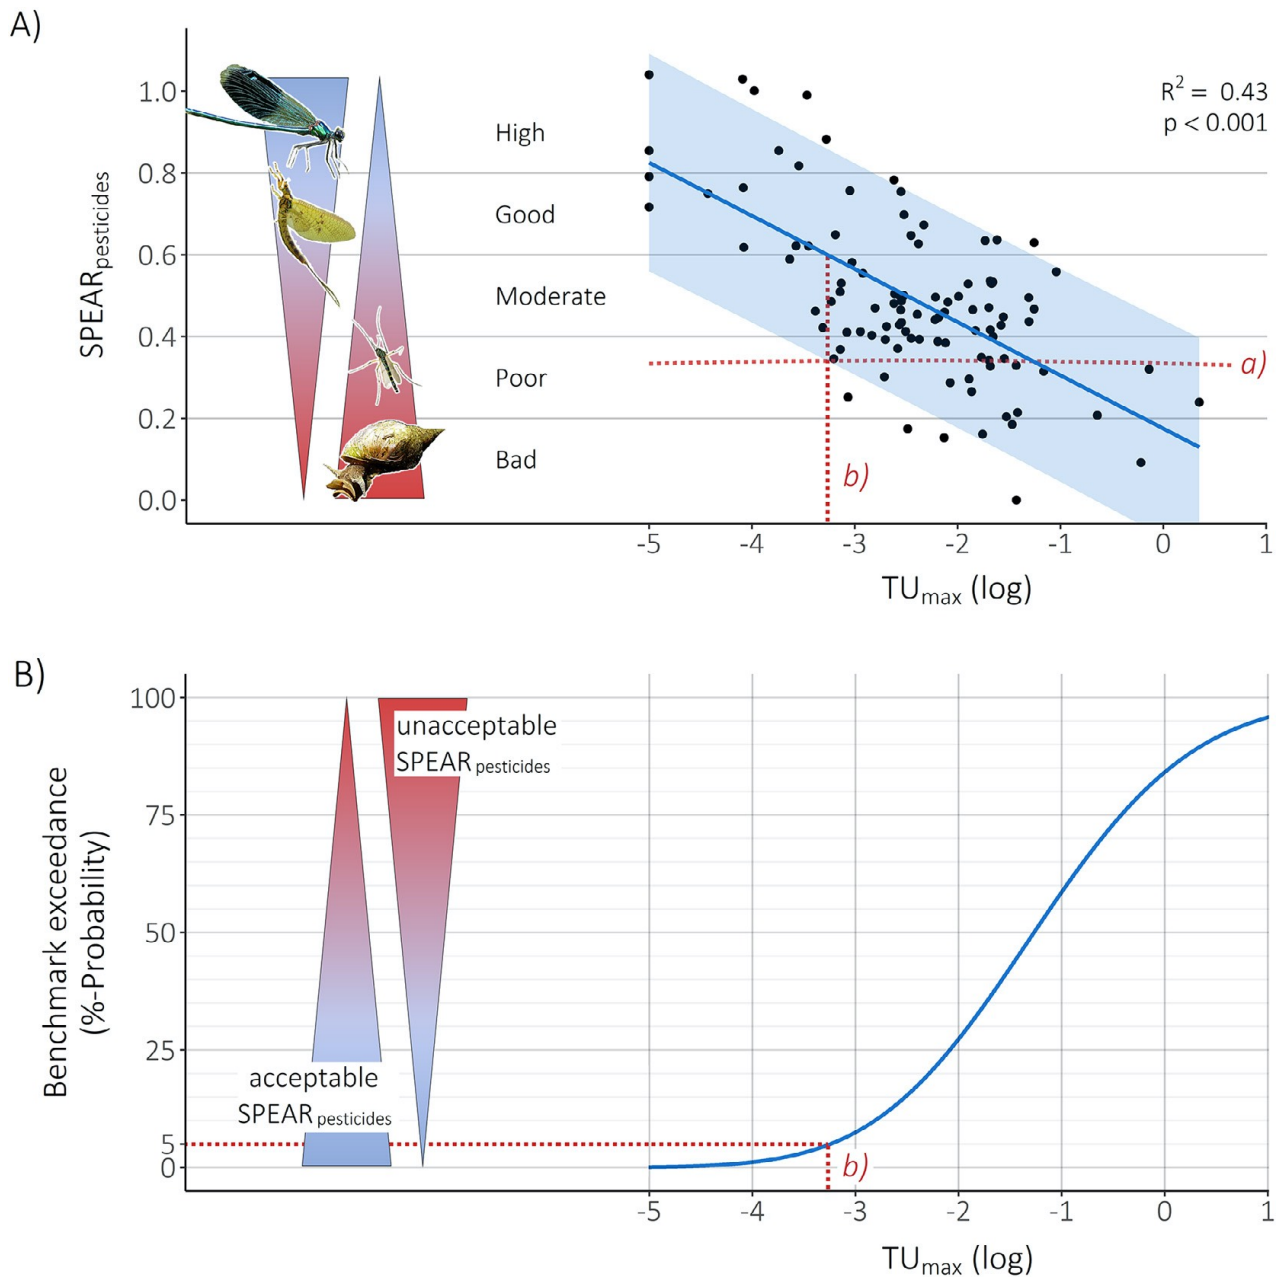 A)
SPEARpesticides
1.0
0.8
0.6
0.4
0.2
0.0
High
Good
Moderate
Poor
Bad
R² = 0.43
p < 0.001
a)
b)
-5 -4 -3 -2 -1 0 1
TUmax (log)
B)
Benchmark exceedance
(%-Probability)
100
75
50
25
5
0
unacceptable
SPEAR pesticides
acceptable
SPEAR pesticides
b)
-5 -4 -3 -2 -1 0 1
TUmax (log)